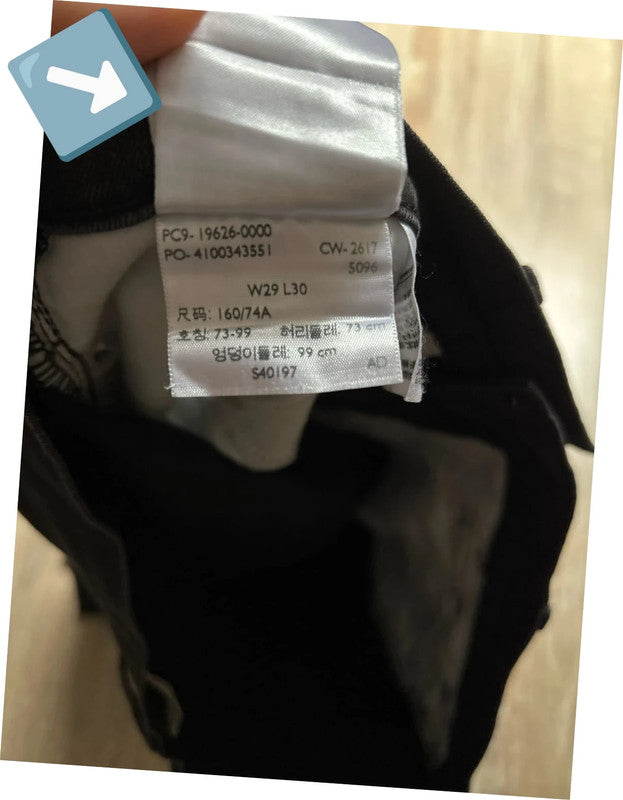 PC9- 19626-0000
PO- 4100343551
CW- 2617
5096
W29 L30
尺码: 160/74A
호칭: 73-99 허리둘레: 73 cm
엉덩이둘레: 99 cm
S40197
AD